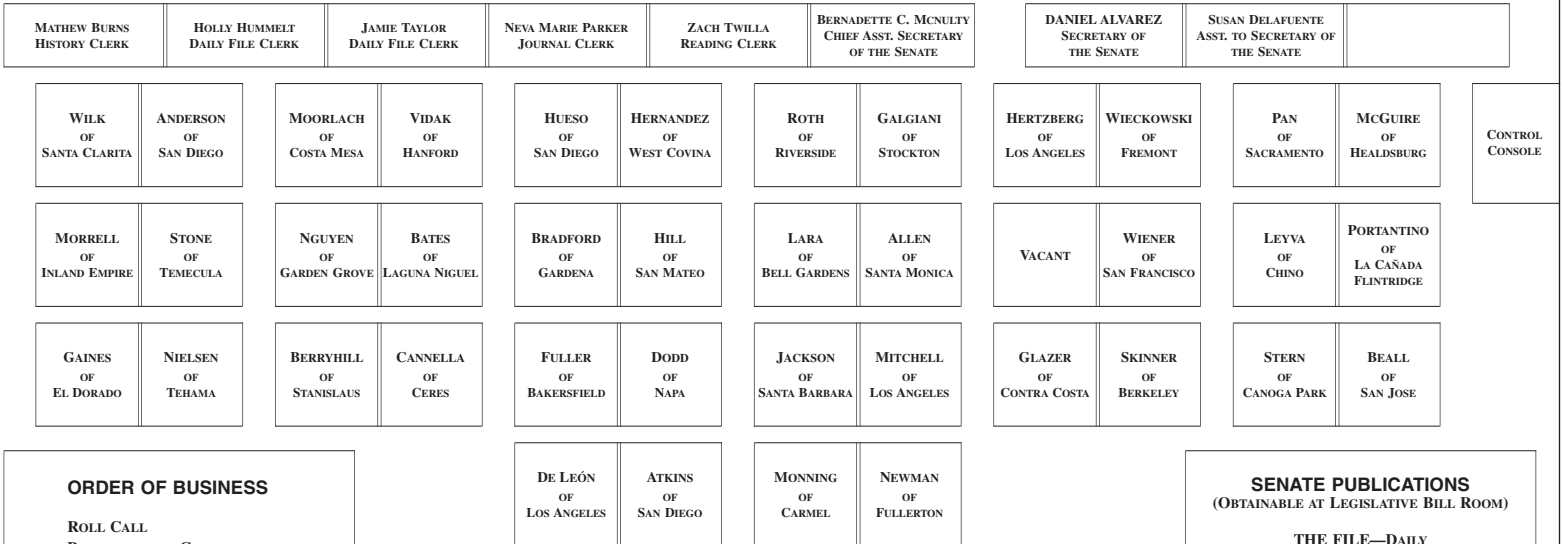 MATHEW BURNS
HISTORY CLERK
HOLLY HUMMELT
DAILY FILE CLERK
JAMIE TAYLOR
DAILY FILE CLERK
NEVA MARIE PARKER
JOURNAL CLERK
ZACH TWILLA
READING CLERK
BERNADETTE C. MCNULTY
CHIEF ASST. SECRETARY
OF THE SENATE
DANIEL ALVAREZ
SECRETARY OF
THE SENATE
SUSAN DELAFUENTE
ASST. TO SECRETARY OF
THE SENATE
WILK
OF
SANTA CLARITA
ANDERSON
OF
SAN DIEGO
MOORLACH
OF
COSTA MESA
VIDAK
OF
HANFORD
HUESO
OF
SAN DIEGO
HERNANDEZ
OF
WEST COVINA
ROTH
OF
RIVERSIDE
GALGIANI
OF
STOCKTON
HERTZBERG
OF
LOS ANGELES
WIECKOWSKI
OF
FREMONT
PAN
OF
SACRAMENTO
MCGUIRE
OF
HEALDSBURG
CONTROL
CONSOLE
MORRELL
OF
INLAND EMPIRE
STONE
OF
TEMECULA
NGUYEN
OF
GARDEN GROVE
BATES
OF
LAGUNA NIGUEL
BRADFORD
OF
GARDENA
HILL
OF
SAN MATEO
LARA
OF
BELL GARDENS
ALLEN
OF
SANTA MONICA
VACANT
WIENER
OF
SAN FRANCISCO
LEYVA
OF
CHINO
PORTANTINO
OF
LA CAÑADA
FLINTRIDGE
GAINES
OF
EL DORADO
NIELSEN
OF
TEHAMA
BERRYHILL
OF
STANISLAUS
CANNELLA
OF
CERES
FULLER
OF
BAKERSFIELD
DODD
OF
NAPA
JACKSON
OF
SANTA BARBARA
MITCHELL
OF
LOS ANGELES
GLAZER
OF
CONTRA COSTA
SKINNER
OF
BERKELEY
STERN
OF
CANOGA PARK
BEALL
OF
SAN JOSE
DE LEÓN
OF
LOS ANGELES
ATKINS
OF
SAN DIEGO
MONNING
OF
CARMEL
NEWMAN
OF
FULLERTON
ORDER OF BUSINESS
ROLL CALL
SENATE PUBLICATIONS
(OBTAINABLE AT LEGISLATIVE BILL ROOM)
THE FILE—DAILY